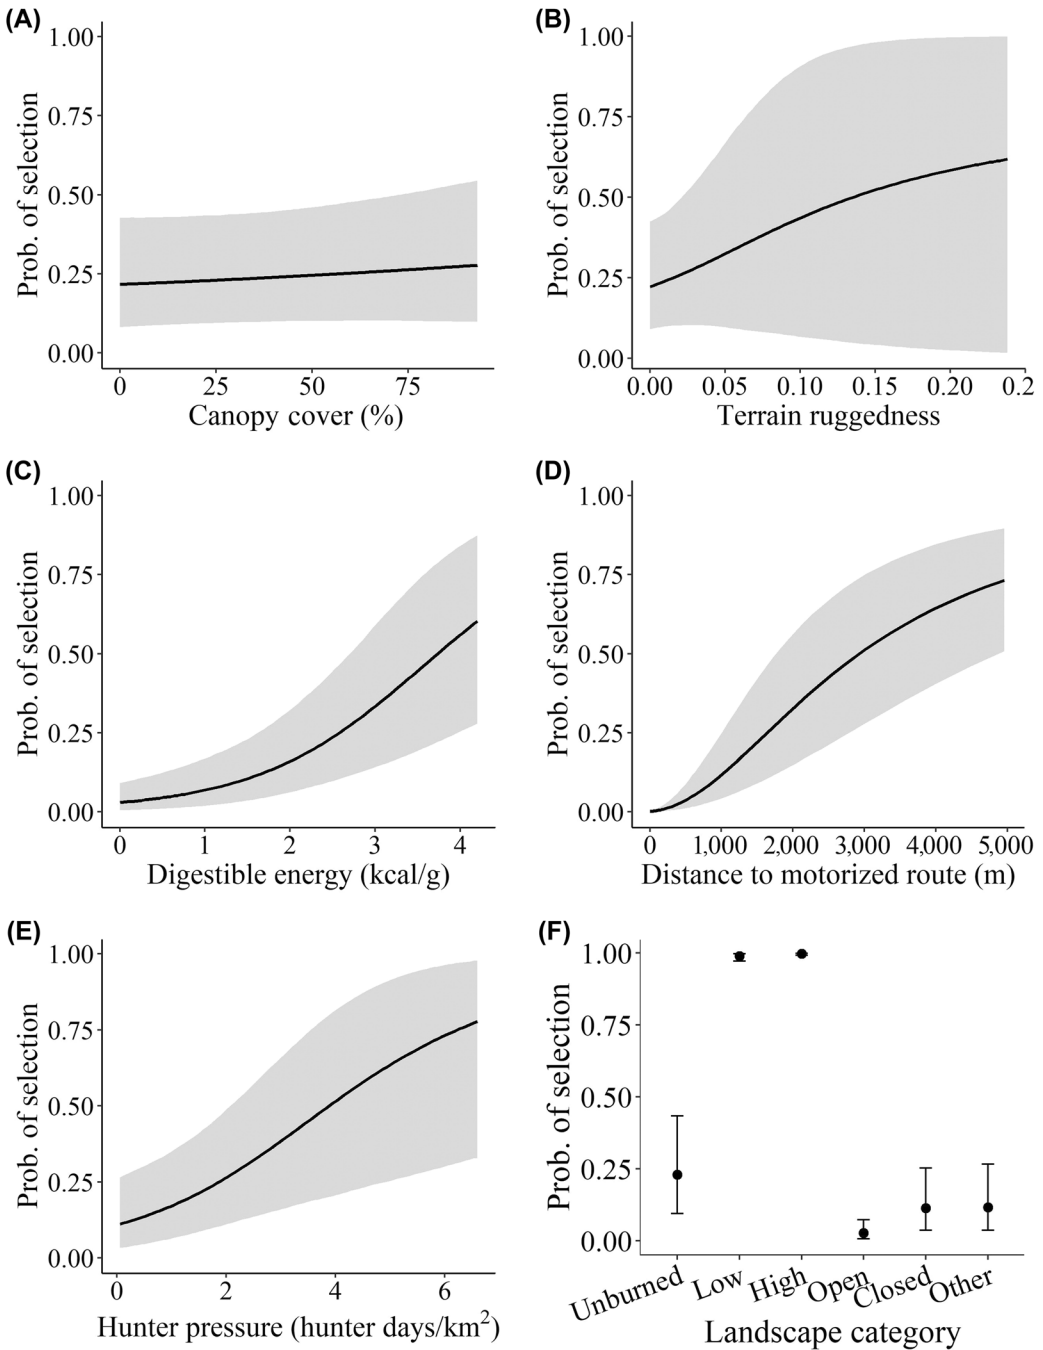 (A)
1.00
0.75
0.50
0.25
0.00
Prob. of selection
0 25 50 75
Canopy cover (%)
(B)
1.00
0.75
0.50
0.25
0.00
Prob. of selection
0.00 0.05 0.10 0.15 0.20 0.2
Terrain ruggedness
(C)
1.00
0.75
0.50
0.25
0.00
Prob. of selection
0 1 2 3 4
Digestible energy (kcal/g)
(D)
1.00
0.75
0.50
0.25
0.00
Prob. of selection
0 1,000 2,000 3,000 4,000 5,000
Distance to motorized route (m)
(E)
1.00
0.75
0.50
0.25
0.00
Prob. of selection
0 2 4 6
Hunter pressure (hunter days/km²)
(F)
1.00
0.75
0.50
0.25
0.00
Prob. of selection
Unburned Low High Open Closed Other
Landscape category